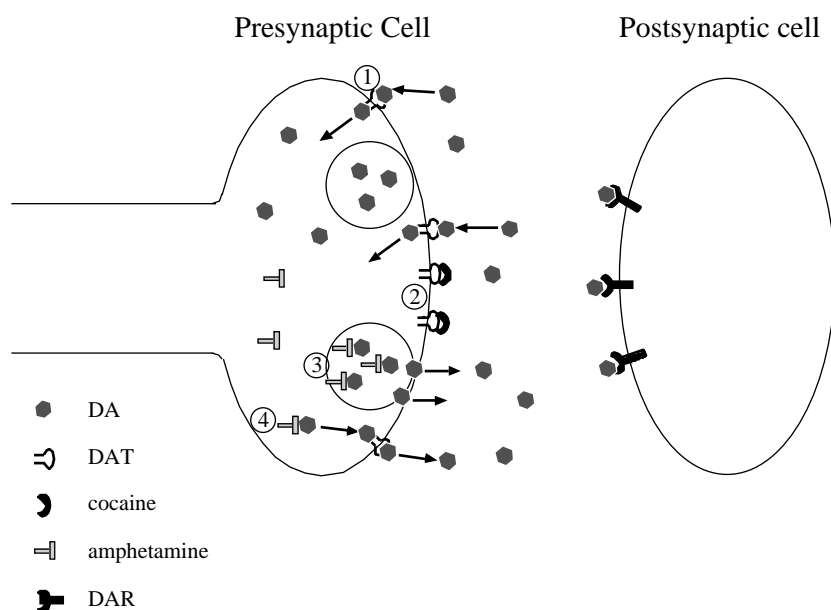 Presynaptic Cell
Postsynaptic cell
1
2
3
4
DA
DAT
cocaine
amphetamine
DAR